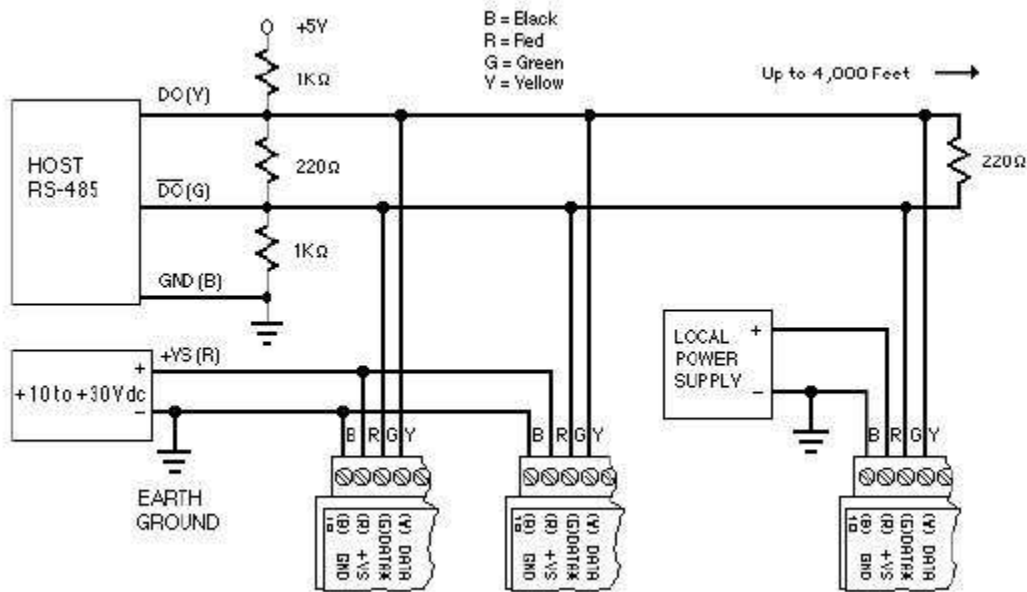 +5V
B = Black
R = Red
G = Green
Y = Yellow
1KΩ
Up to 4,000 Feet
DO(Y)
HOST
RS-485
220Ω
220Ω
DO(G)
1KΩ
GND (B)
+VS (R)
+
+10 to +30Vdc
-
LOCAL
POWER
SUPPLY
+
-
B R G Y
B R G Y
B R G Y
EARTH
GROUND
(B) GND
(R) +VS
(G) DATA*
(Y) DATA
(B) GND
(R) +VS
(G) DATA*
(Y) DATA
(B) GND
(R) +VS
(G) DATA*
(Y) DATA